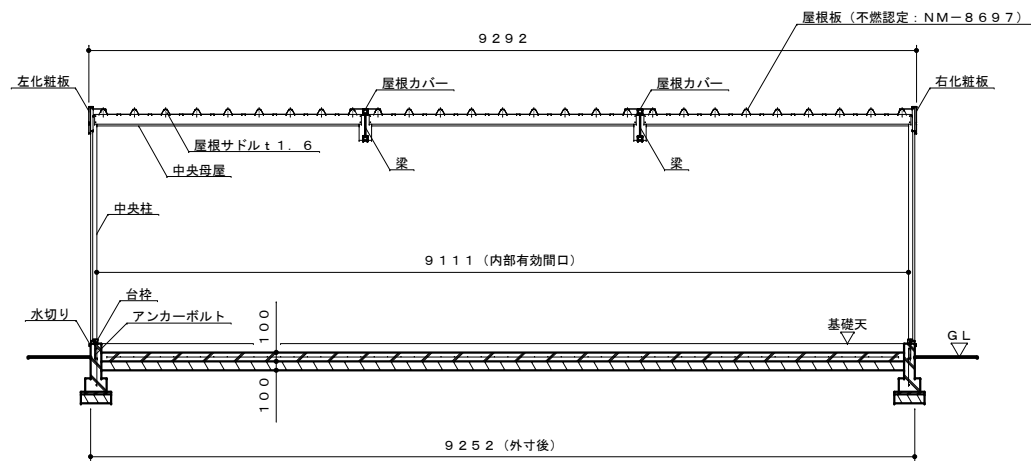 屋根板（不燃認定：NM－8697）
９２９２
左化粧板
屋根カバー
屋根カバー
右化粧板
屋根サドルｔ１．６
中央母屋
梁
梁
中央柱
９１１１（内部有効間口）
台枠
水切り
アンカーボルト
１００
基礎天
ＧＬ
１００
９２５２（外寸後）